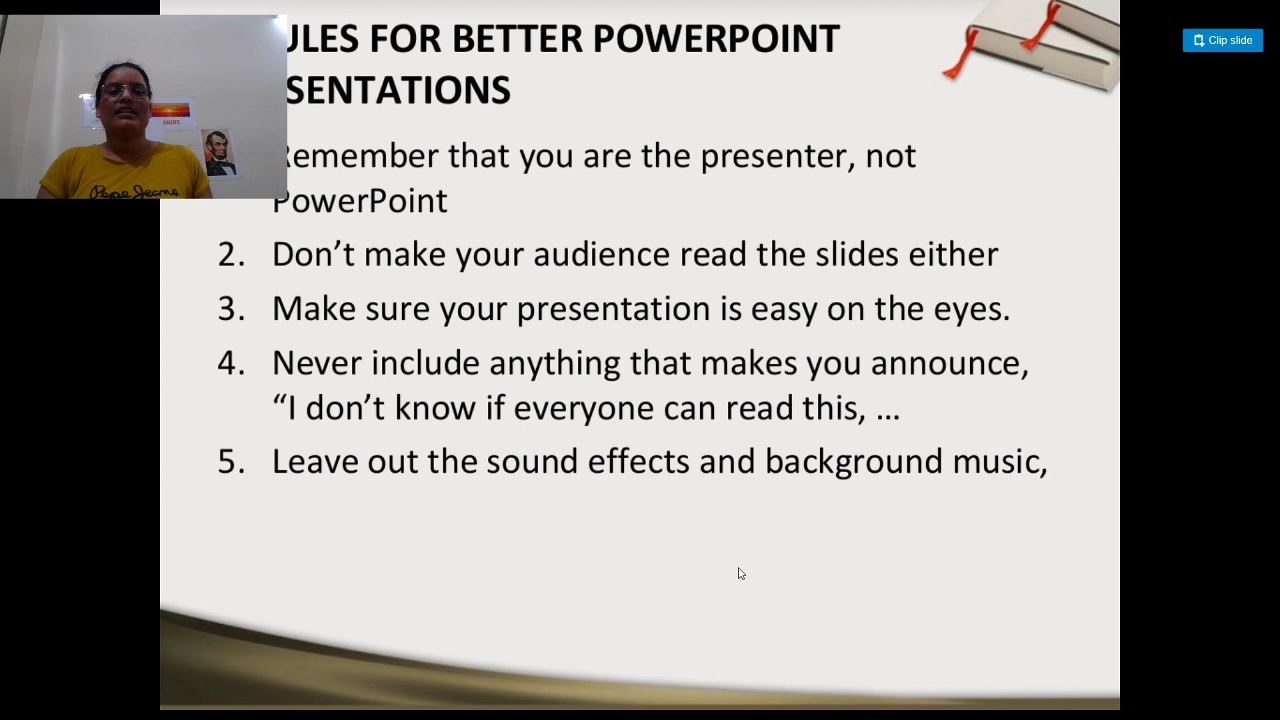 ULES FOR BETTER POWERPOINT
SENTATIONS
Remember that you are the presenter, not
PowerPoint
2. Don’t make your audience read the slides either
3. Make sure your presentation is easy on the eyes.
4. Never include anything that makes you announce,
“I don’t know if everyone can read this, ...
5. Leave out the sound effects and background music,
Clip slide
Pepe Jeans